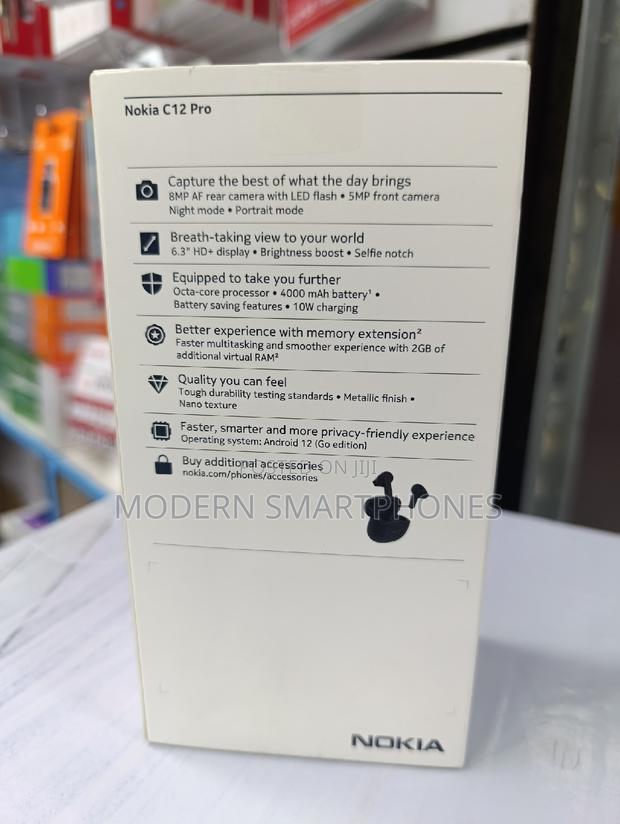 Nokia C12 Pro
Capture the best of what the day brings
8MP AF rear camera with LED flash • 5MP front camera
Night mode • Portrait mode
Breath-taking view to your world
6.3" HD+ display • Brightness boost • Selfie notch
Equipped to take you further
Octa-core processor • 4000 mAh battery¹ •
Battery saving features • 10W charging
Better experience with memory extension²
Faster multitasking and smoother experience with 2GB of
additional virtual RAM²
Quality you can feel
Tough durability testing standards • Metallic finish •
Nano texture
Faster, smarter and more privacy-friendly experience
Operating system: Android 12 (Go edition)
Buy additional accessories
nokia.com/phones/accessories
POSTED ON JIJI
MODERN SMARTPHONES
NOKIA